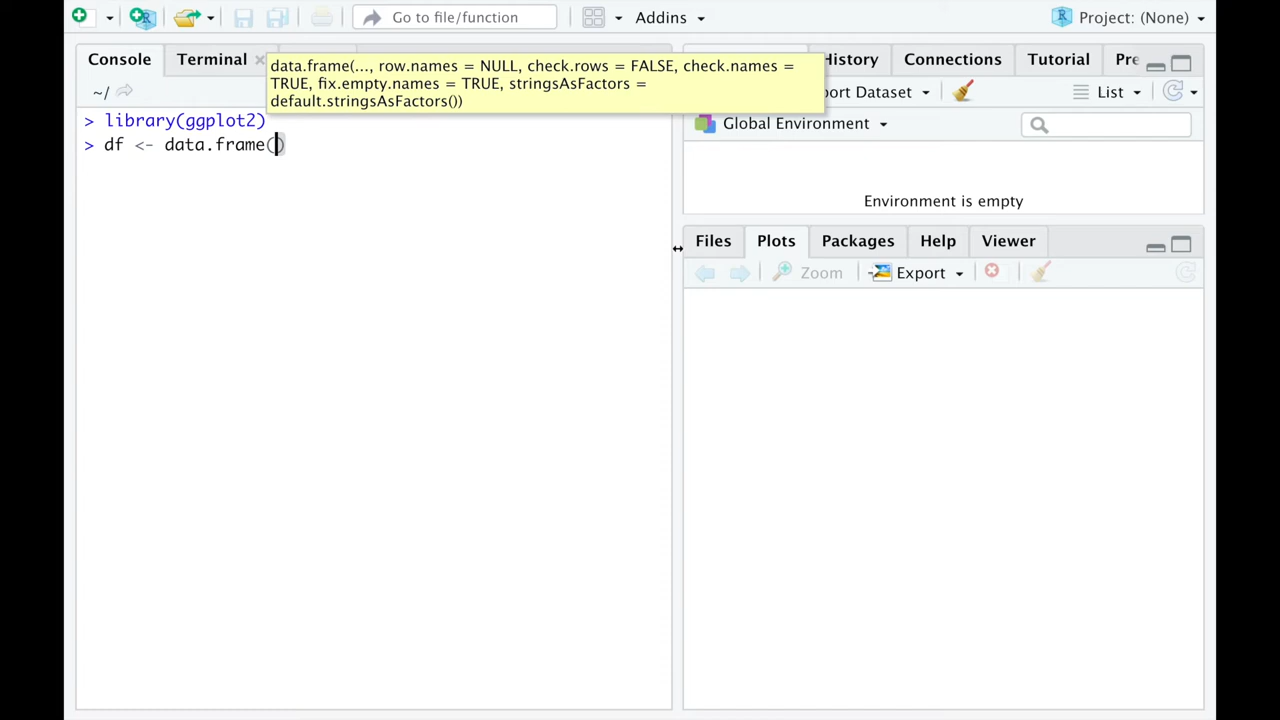 Go to file/function
Addins
Project: (None)
Console
Terminal
History
Connections
Tutorial
data.frame(..., row.names = NULL, check.rows = FALSE, check.names =
TRUE, fix.empty.names = TRUE, stringsAsFactors =
default.stringsAsFactors())
~/
Dataset
List
> library(ggplot2)
Global Environment
> df <- data.frame()
Environment is empty
Files
Plots
Packages
Help
Viewer
Zoom
Export